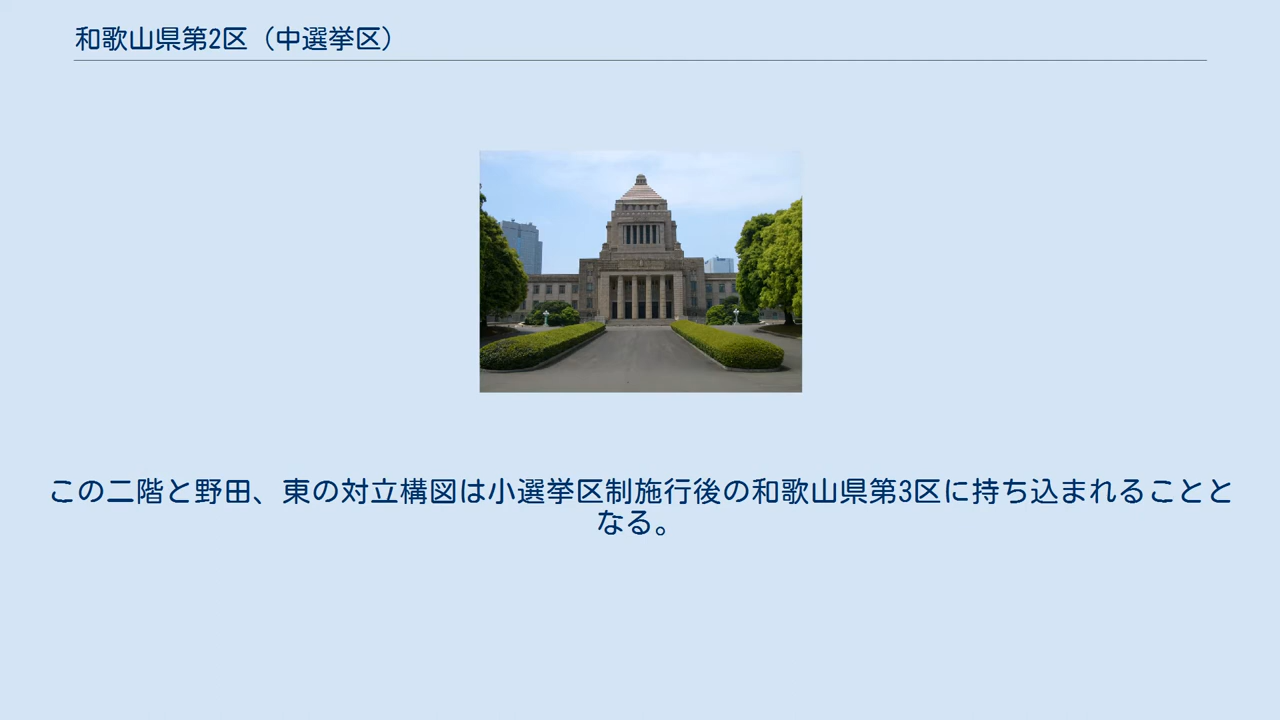 和歌山県第2区（中選挙区）
この二階と野田、東の対立構図は小選挙区制施行後の和歌山県第3区に持ち込まれることと
なる。